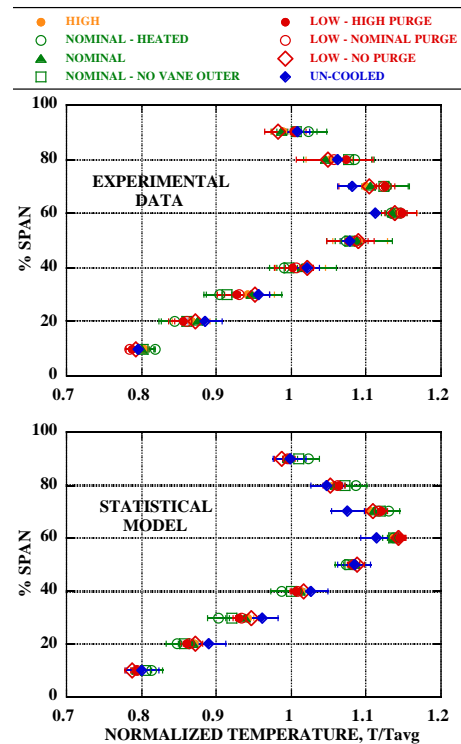 HIGH
NOMINAL - HEATED
NOMINAL
NOMINAL - NO VANE OUTER
LOW - HIGH PURGE
LOW - NOMINAL PURGE
LOW - NO PURGE
UN-COOLED
100
80
60
40
20
0
% SPAN
EXPERIMENTAL
DATA
0.7 0.8 0.9 1 1.1 1.2
100
80
60
40
20
0
% SPAN
STATISTICAL
MODEL
0.7 0.8 0.9 1 1.1 1.2
NORMALIZED TEMPERATURE, T/Tavg